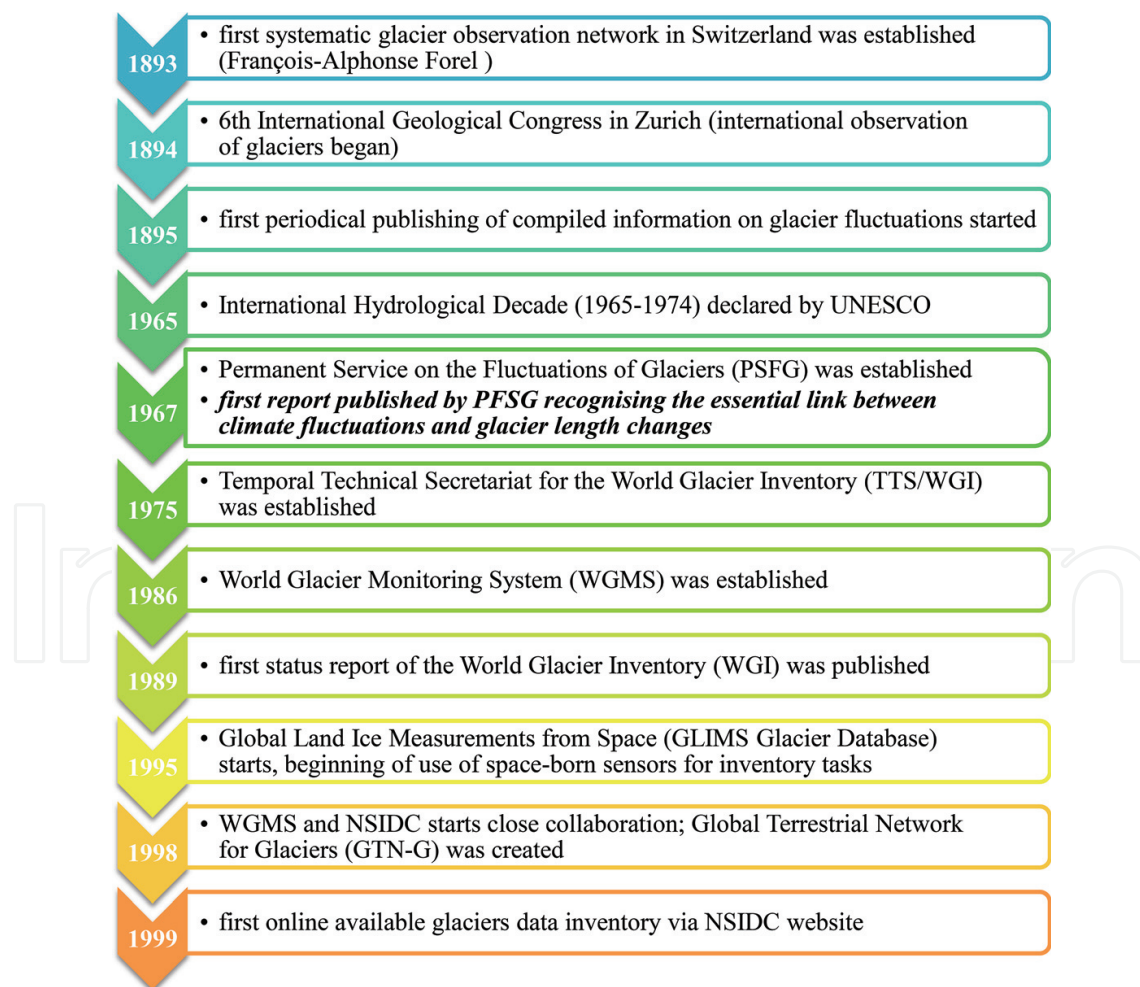 1893
• first systematic glacier observation network in Switzerland was established
(François-Alphonse Forel )
1894
• 6th International Geological Congress in Zurich (international observation
of glaciers began)
1895
• first periodical publishing of compiled information on glacier fluctuations started
1965
• International Hydrological Decade (1965-1974) declared by UNESCO
1967
• Permanent Service on the Fluctuations of Glaciers (PSFG) was established
• first report published by PFSG recognising the essential link between
climate fluctuations and glacier length changes
1975
• Temporal Technical Secretariat for the World Glacier Inventory (TTS/WGI)
was established
1986
• World Glacier Monitoring System (WGMS) was established
1989
• first status report of the World Glacier Inventory (WGI) was published
1995
• Global Land Ice Measurements from Space (GLIMS Glacier Database)
starts, beginning of use of space-born sensors for inventory tasks
1998
• WGMS and NSIDC starts close collaboration; Global Terrestrial Network
for Glaciers (GTN-G) was created
1999
• first online available glaciers data inventory via NSIDC website